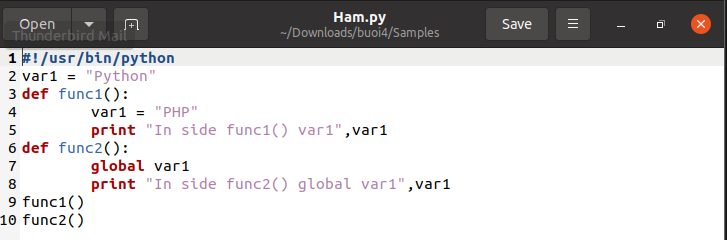 Open
Ham.py
~/Downloads/buoi4/Samples
Save
Thunderbird Mail
1 #!/usr/bin/python
2 var1 = "Python"
3 def func1():
4         var1 = "PHP"
5         print "In side func1() var1",var1
6 def func2():
7         global var1
8         print "In side func2() global var1",var1
9 func1()
10 func2()